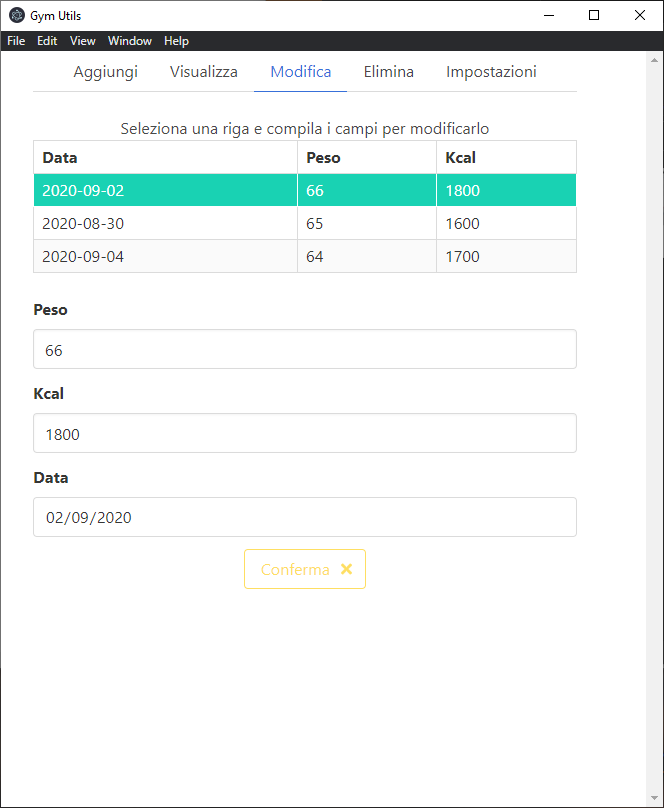 Gym Utils
File Edit View Window Help
Aggiungi Visualizza Modifica Elimina Impostazioni
Seleziona una riga e compila i campi per modificarlo
Data Peso Kcal
2020-09-02 66 1800
2020-08-30 65 1600
2020-09-04 64 1700
Peso
66
Kcal
1800
Data
02/09/2020
Conferma